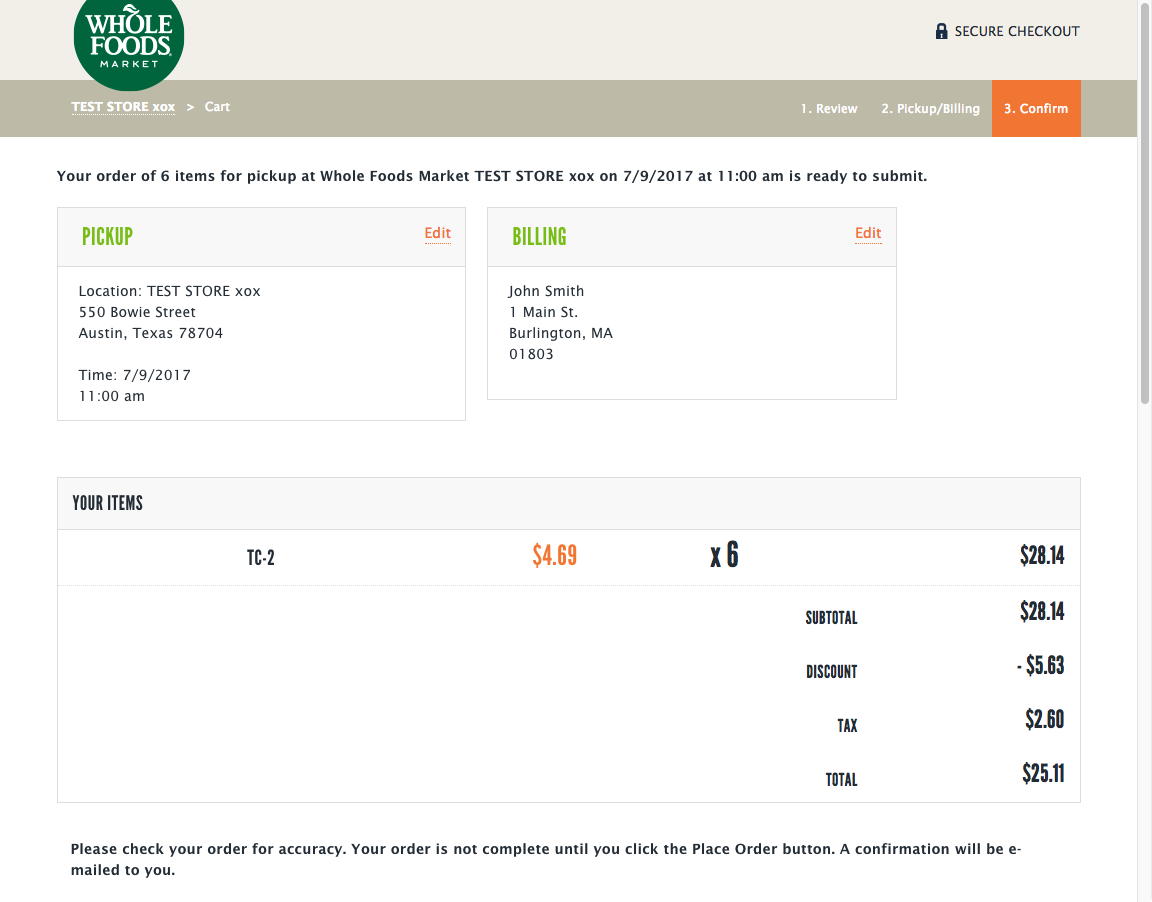 WHOLE
FOODS
MARKET
SECURE CHECKOUT
TEST STORE xox > Cart
1. Review 2. Pickup/Billing 3. Confirm
Your order of 6 items for pickup at Whole Foods Market TEST STORE xox on 7/9/2017 at 11:00 am is ready to submit.
PICKUP Edit
Location: TEST STORE xox
550 Bowie Street
Austin, Texas 78704
Time: 7/9/2017
11:00 am
BILLING Edit
John Smith
1 Main St.
Burlington, MA
01803
YOUR ITEMS
TC-2 $4.69 x 6 $28.14
SUBTOTAL $28.14
DISCOUNT - $5.63
TAX $2.60
TOTAL $25.11
Please check your order for accuracy. Your order is not complete until you click the Place Order button. A confirmation will be e-
mailed to you.